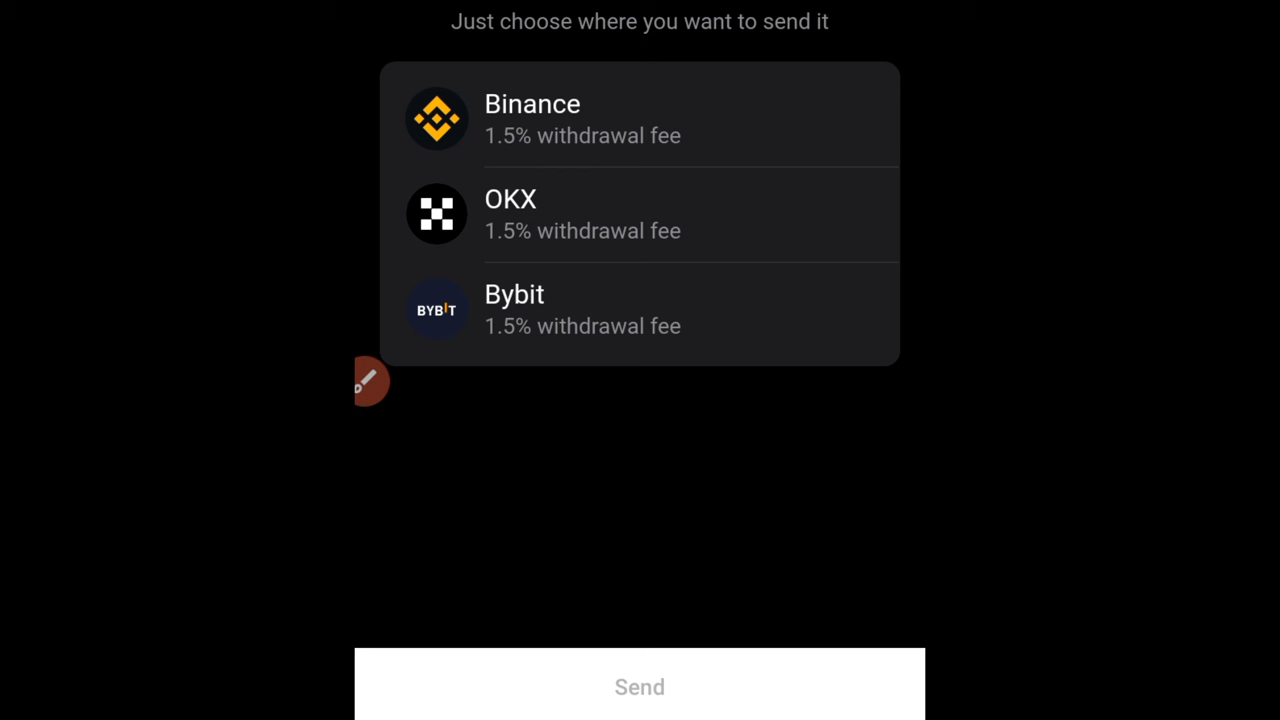 Just choose where you want to send it
Binance
1.5% withdrawal fee
OKX
1.5% withdrawal fee
BYBIT
Bybit
1.5% withdrawal fee
Send